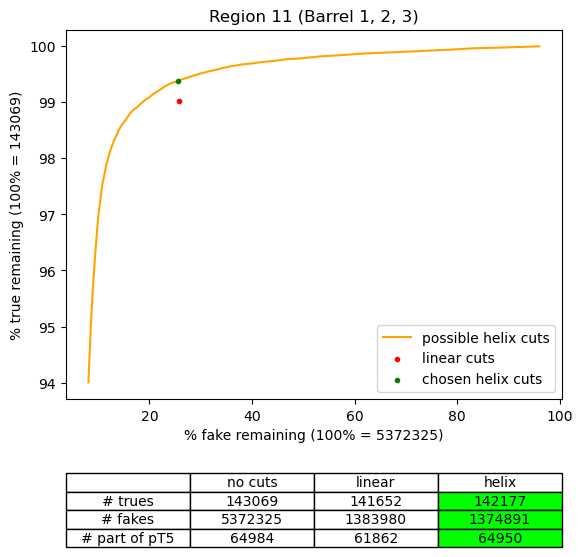 Region 11 (Barrel 1, 2, 3)
100
99
98
97
96
95
94
% true remaining (100% = 143069)
possible helix cuts
linear cuts
chosen helix cuts
20 40 60 80 100
% fake remaining (100% = 5372325)
no cuts linear helix
# trues 143069 141652 142177
# fakes 5372325 1383980 1374891
# part of pT5 64984 61862 64950